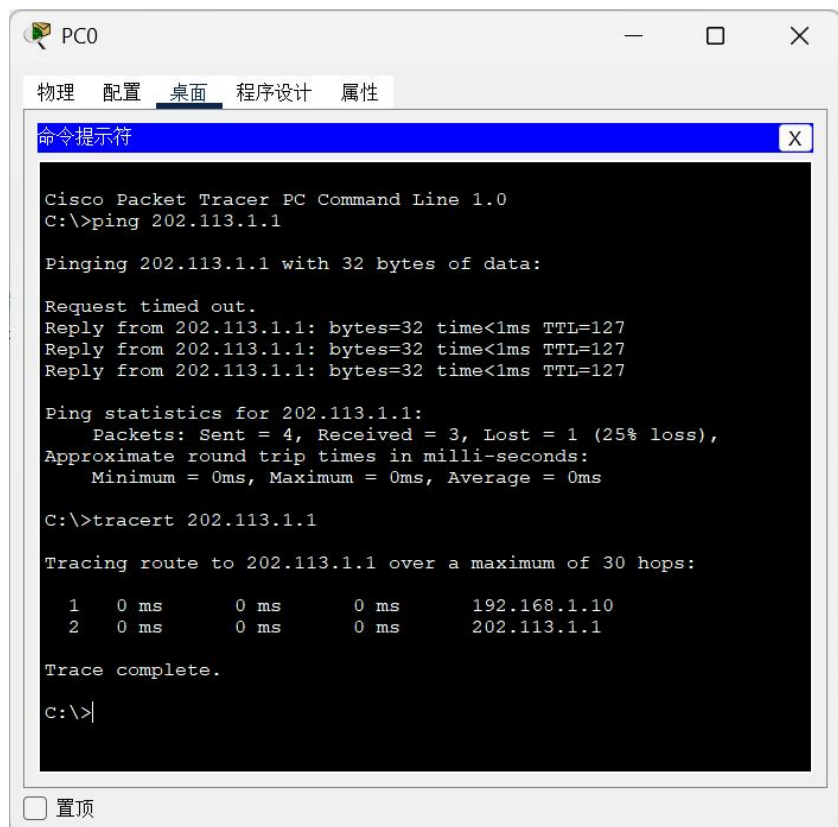 PC0
物理 配置 桌面 程序设计 属性
命令提示符 X
Cisco Packet Tracer PC Command Line 1.0
C:\>ping 202.113.1.1
Pinging 202.113.1.1 with 32 bytes of data:
Request timed out.
Reply from 202.113.1.1: bytes=32 time<1ms TTL=127
Reply from 202.113.1.1: bytes=32 time<1ms TTL=127
Reply from 202.113.1.1: bytes=32 time<1ms TTL=127
Ping statistics for 202.113.1.1:
    Packets: Sent = 4, Received = 3, Lost = 1 (25% loss),
Approximate round trip times in milli-seconds:
    Minimum = 0ms, Maximum = 0ms, Average = 0ms
C:\>tracert 202.113.1.1
Tracing route to 202.113.1.1 over a maximum of 30 hops:
  1   0 ms      0 ms      0 ms      192.168.1.10
  2   0 ms      0 ms      0 ms      202.113.1.1
Trace complete.
C:\>
置顶